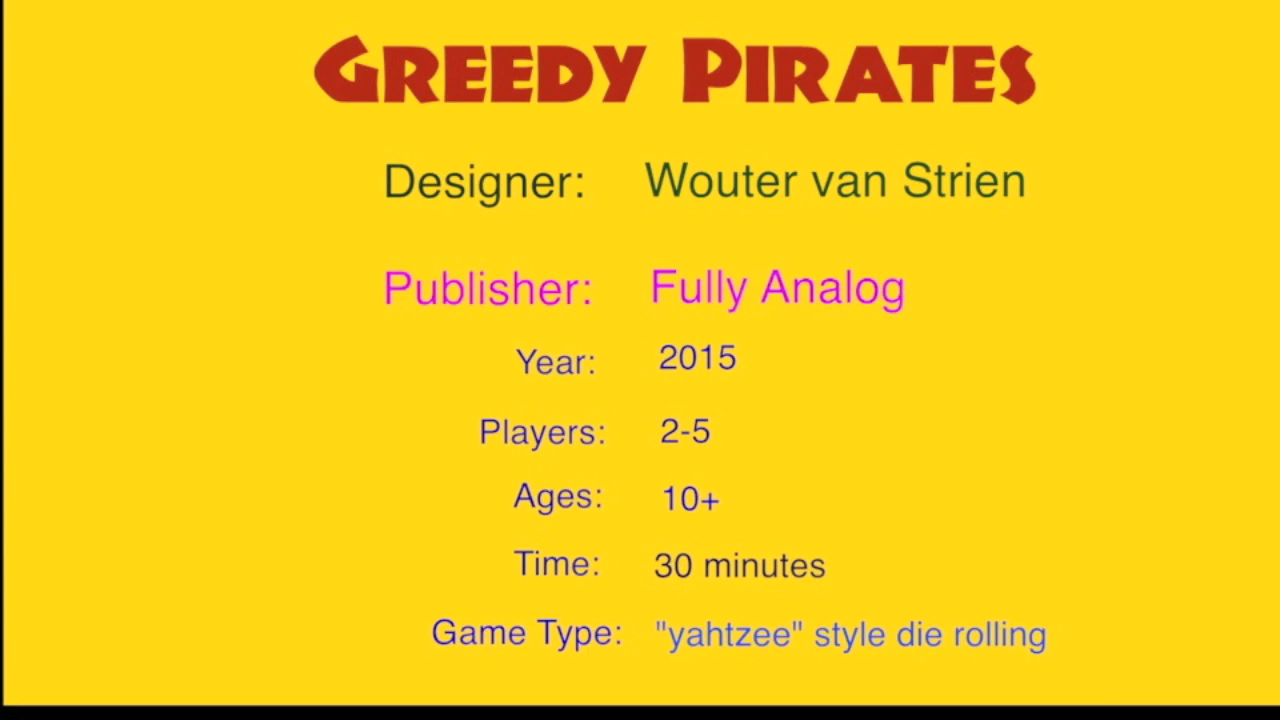 GREEDY PIRATES
Designer: Wouter van Strien
Publisher: Fully Analog
Year: 2015
Players: 2-5
Ages: 10+
Time: 30 minutes
Game Type: "yahtzee" style die rolling